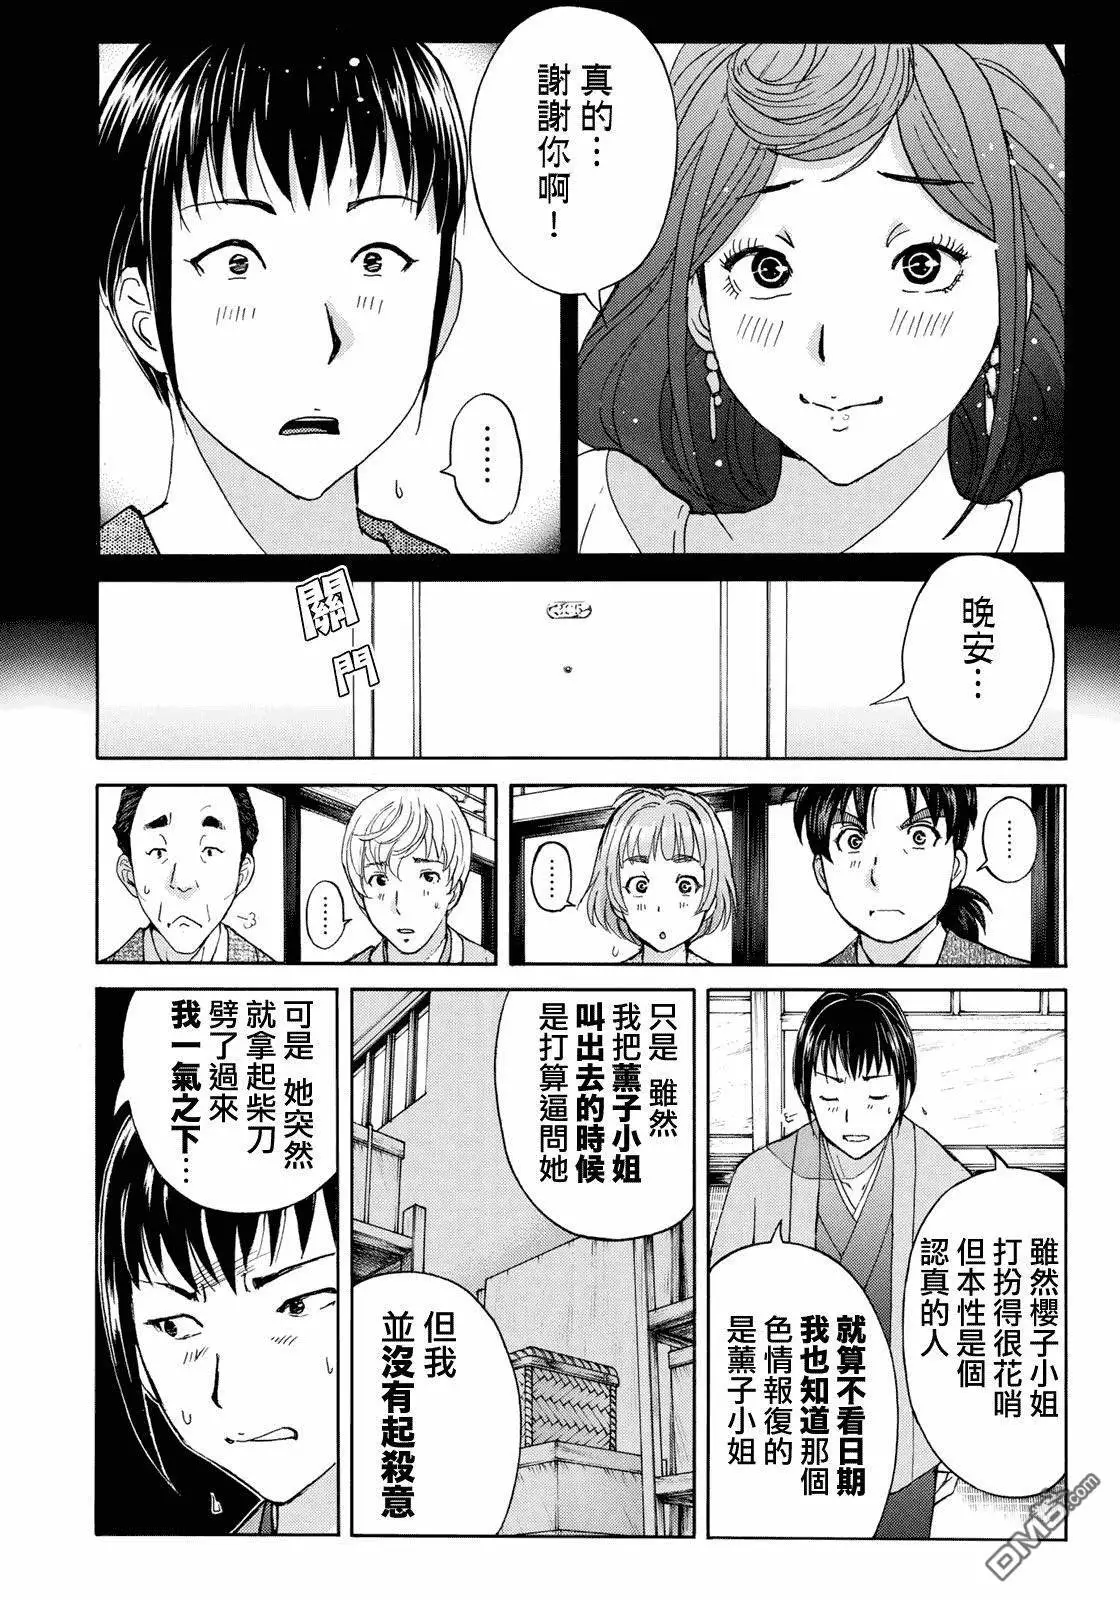 真的⋯
謝謝你啊！
⋯⋯
關門
晚安⋯
⋯⋯
⋯⋯
⋯⋯
雖然櫻子小姐
打扮得很花哨
但本性是個
認真的人
就算不看日期
我也知道那個
色情報復的
是薰子小姐
只是 雖然
我把薰子小姐
叫出去的時候
是打算逼問她
但我
並沒有起殺意
可是 她突然
就拿起柴刀
劈了過來
我一氣之下⋯
DM5.com